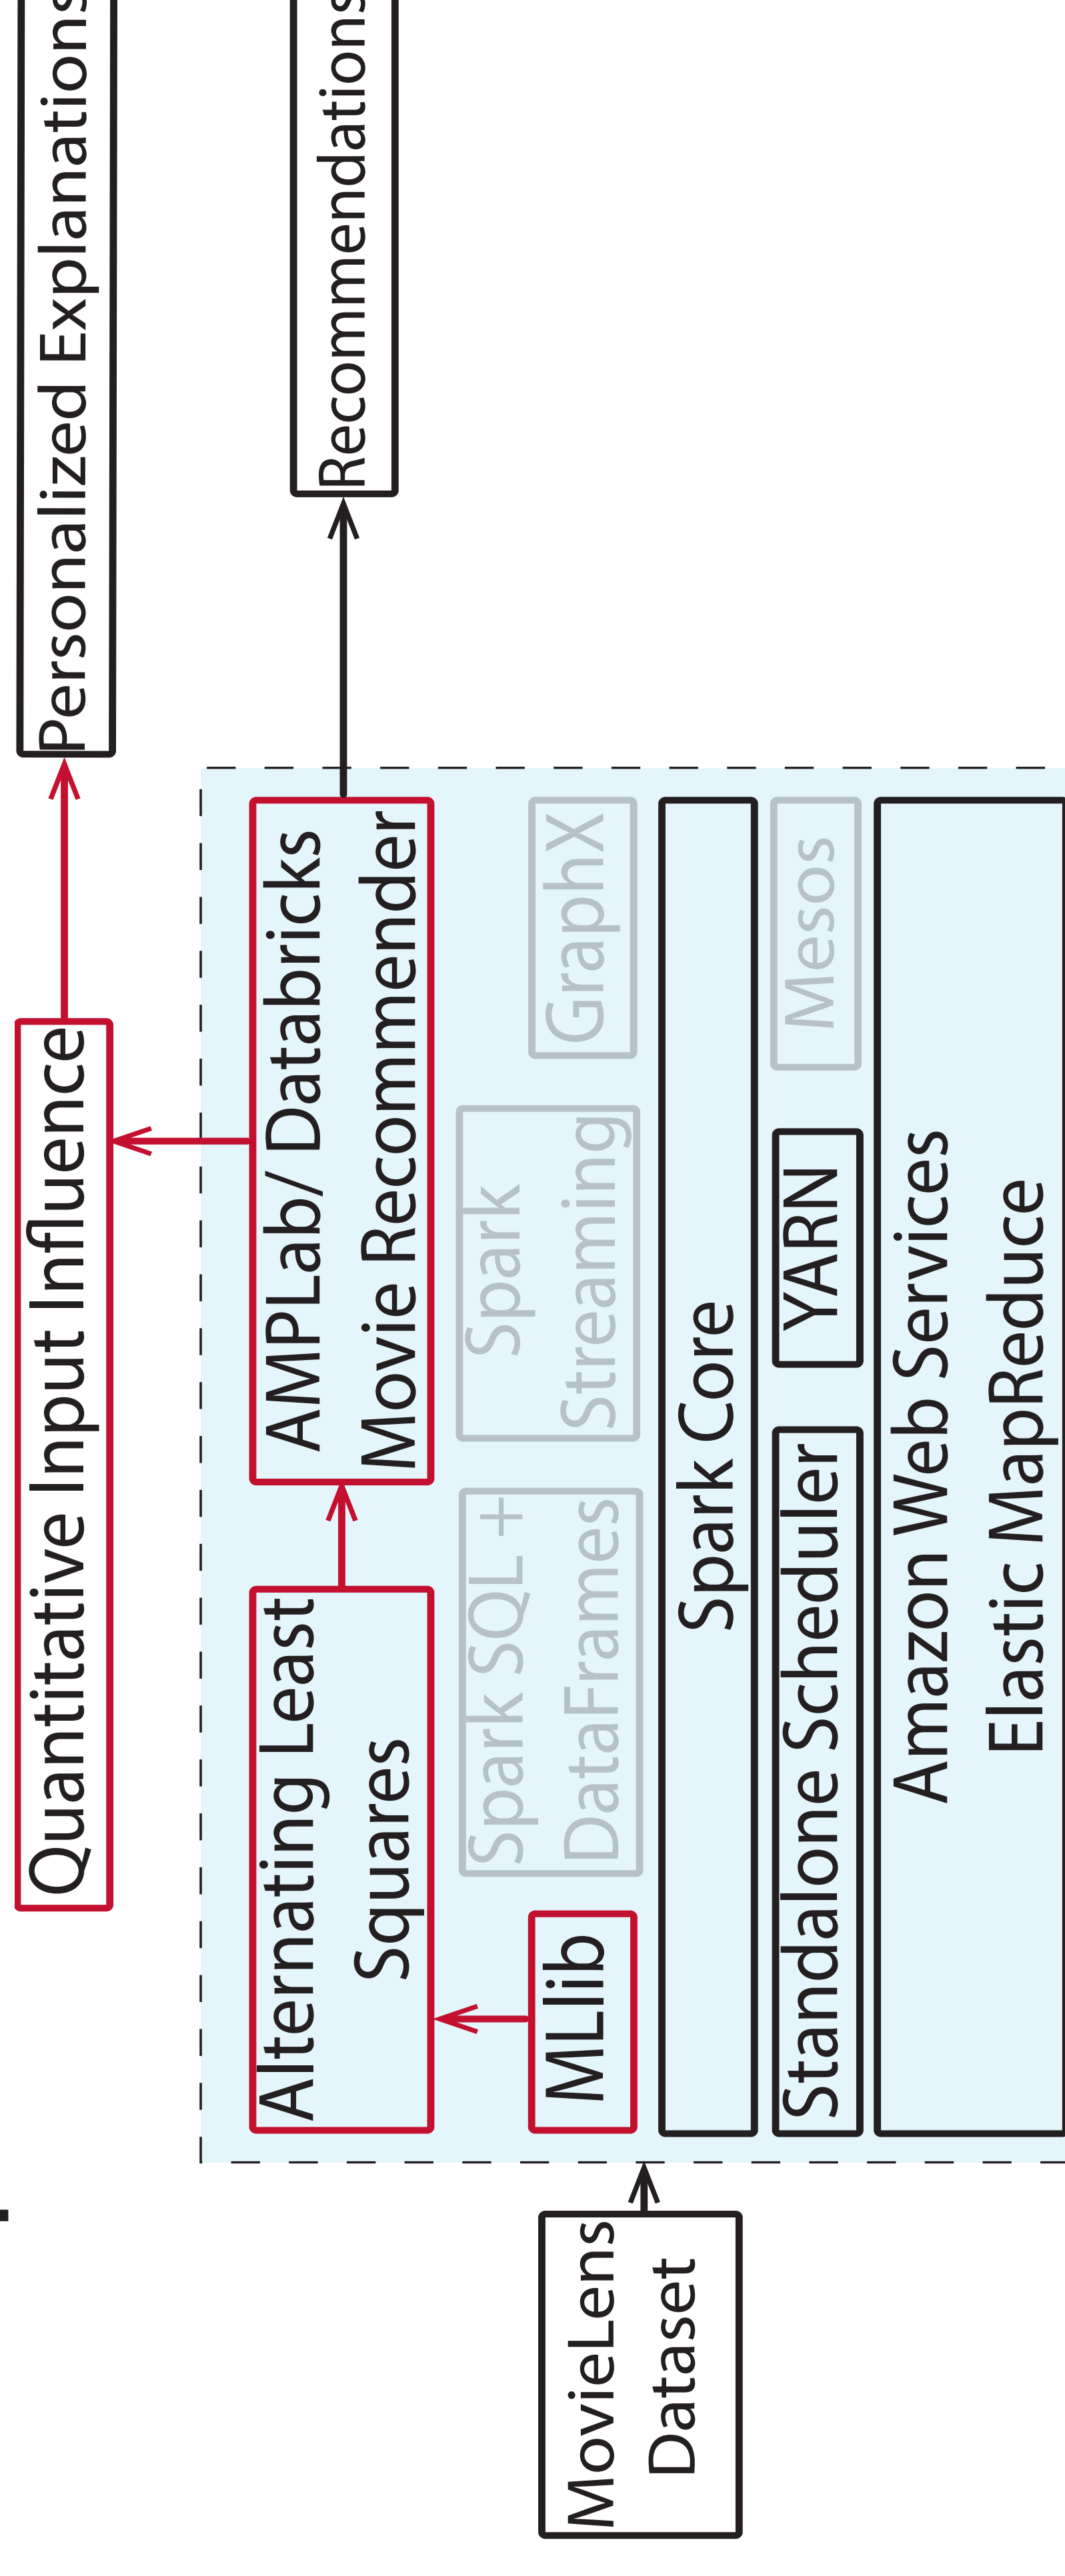 Quantitative Input Influence
Personalized Explanations
Alternating Least
Squares
AMPLab/ Databricks
Movie Recommender
Recommendations
MLlib
Spark SQL +
DataFrames
Spark
Streaming
GraphX
MovieLens
Dataset
Spark Core
Standalone Scheduler
YARN
Mesos
Amazon Web Services
Elastic MapReduce